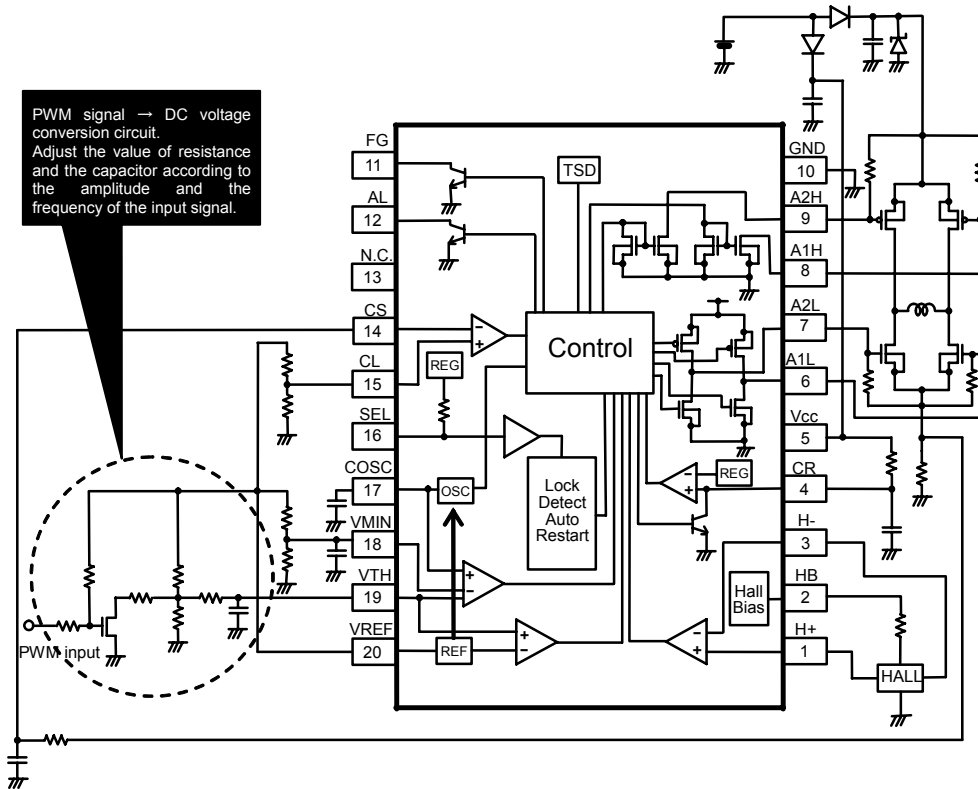 PWM signal → DC voltage
conversion circuit.
Adjust the value of resistance
and the capacitor according to
the amplitude and the
frequency of the input signal.
FG
11
AL
12
N.C.
13
CS
14
CL
15
SEL
16
COSC
17
VMIN
18
VTH
19
VREF
20
PWM input
TSD
Control
REG
OSC
Lock
Detect
Auto
Restart
REF
REG
Hall
Bias
GND
10
A2H
9
A1H
8
A2L
7
A1L
6
Vcc
5
CR
4
H-
3
HB
2
H+
1
HALL